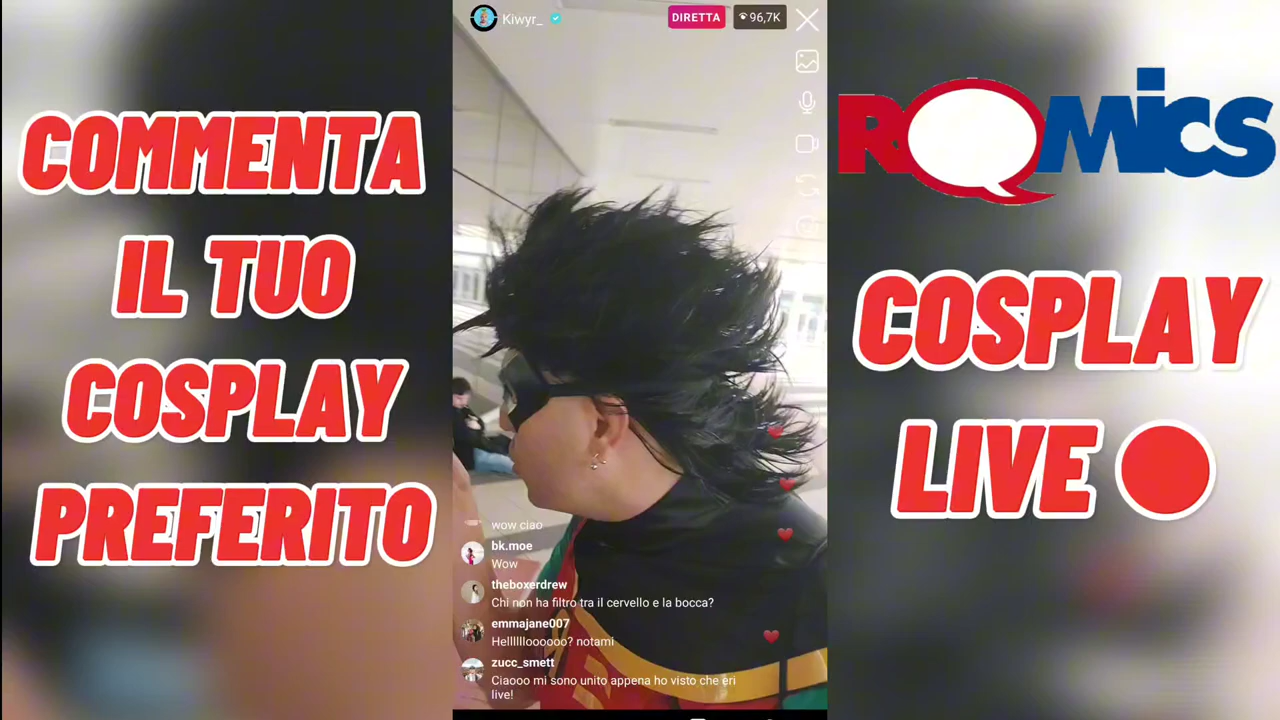 COMMENTA
IL TUO
COSPLAY
PREFERITO
Kiwyr_
DIRETTA
96,7K
wow ciao
bk.moe
Wow
theboxerdrew
Chi non ha filtro tra il cervello e la bocca?
emmajane007
Helllllloooooo? notami
zucc_smett
Ciaooo mi sono unito appena ho visto che eri
live!
ROMiCS
COSPLAY
LIVE